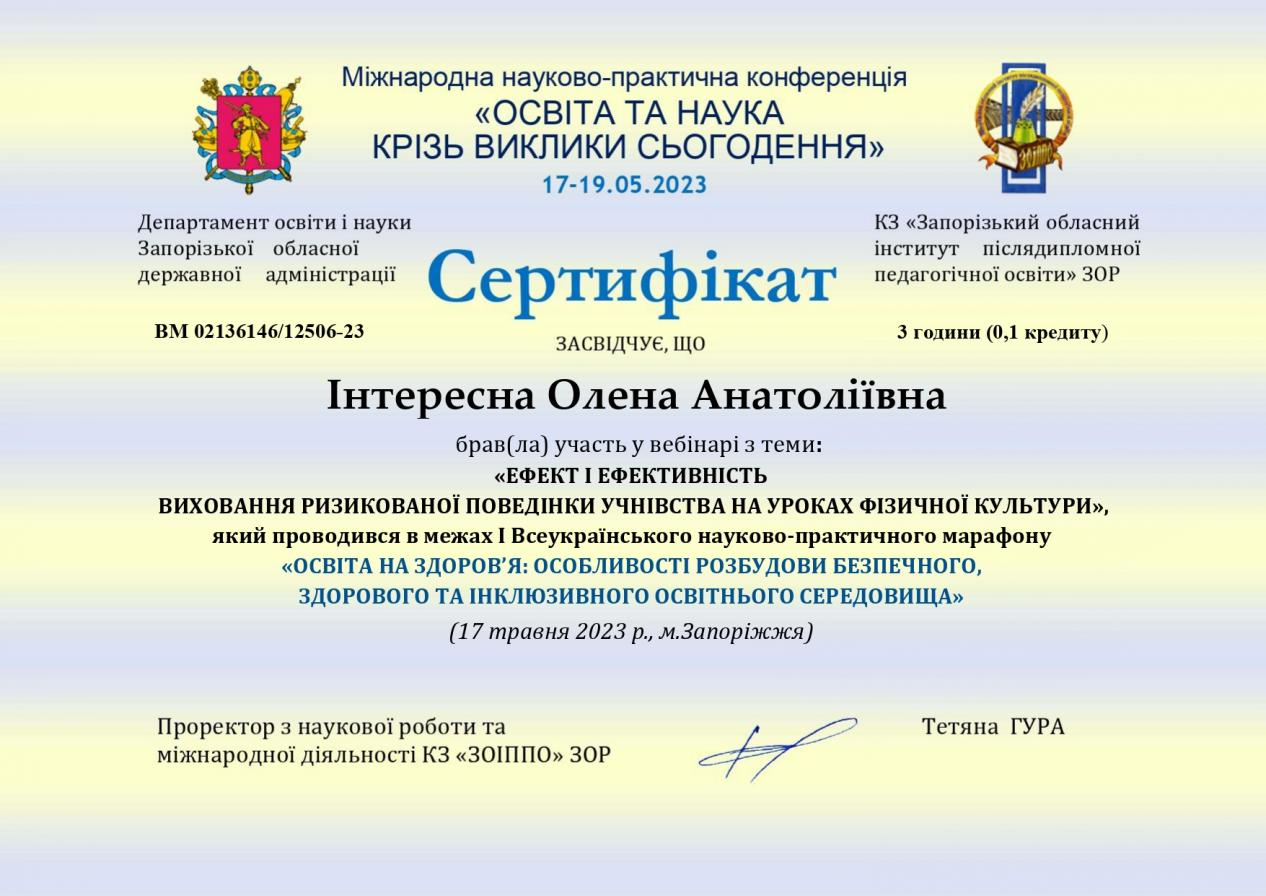 Міжнародна науково-практична конференція
«ОСВІТА ТА НАУКА
КРІЗЬ ВИКЛИКИ СЬОГОДЕННЯ»
17-19.05.2023
ЗОІППО
Департамент освіти і науки
Запорізької обласної
державної адміністрації
КЗ «Запорізький обласний
інститут післядипломної
педагогічної освіти» ЗОР
Сертифікат
ВМ 02136146/12506-23
3 години (0,1 кредиту)
ЗАСВІДЧУЄ, ЩО
Інтересна Олена Анатоліївна
брав(ла) участь у вебінарі з теми:
«ЕФЕКТ І ЕФЕКТИВНІСТЬ
ВИХОВАННЯ РИЗИКОВАНОЇ ПОВЕДІНКИ УЧНІВСТВА НА УРОКАХ ФІЗИЧНОЇ КУЛЬТУРИ»,
який проводився в межах І Всеукраїнського науково-практичного марафону
«ОСВІТА НА ЗДОРОВ’Я: ОСОБЛИВОСТІ РОЗБУДОВИ БЕЗПЕЧНОГО,
ЗДОРОВОГО ТА ІНКЛЮЗИВНОГО ОСВІТНЬОГО СЕРЕДОВИЩА»
(17 травня 2023 р., м.Запоріжжя)
Проректор з наукової роботи та
міжнародної діяльності КЗ «ЗОІППО» ЗОР
Тетяна ГУРА